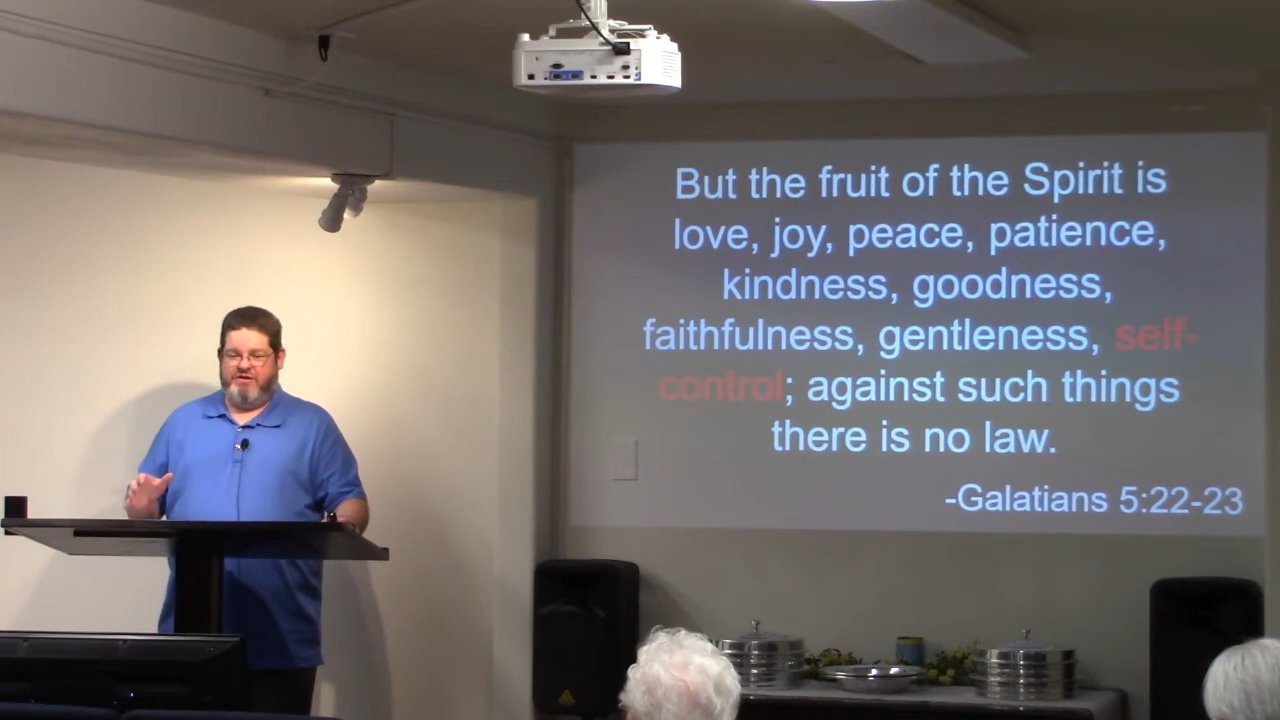 But the fruit of the Spirit is
love, joy, peace, patience,
kindness, goodness,
faithfulness, gentleness, self-
control; against such things
there is no law.
-Galatians 5:22-23